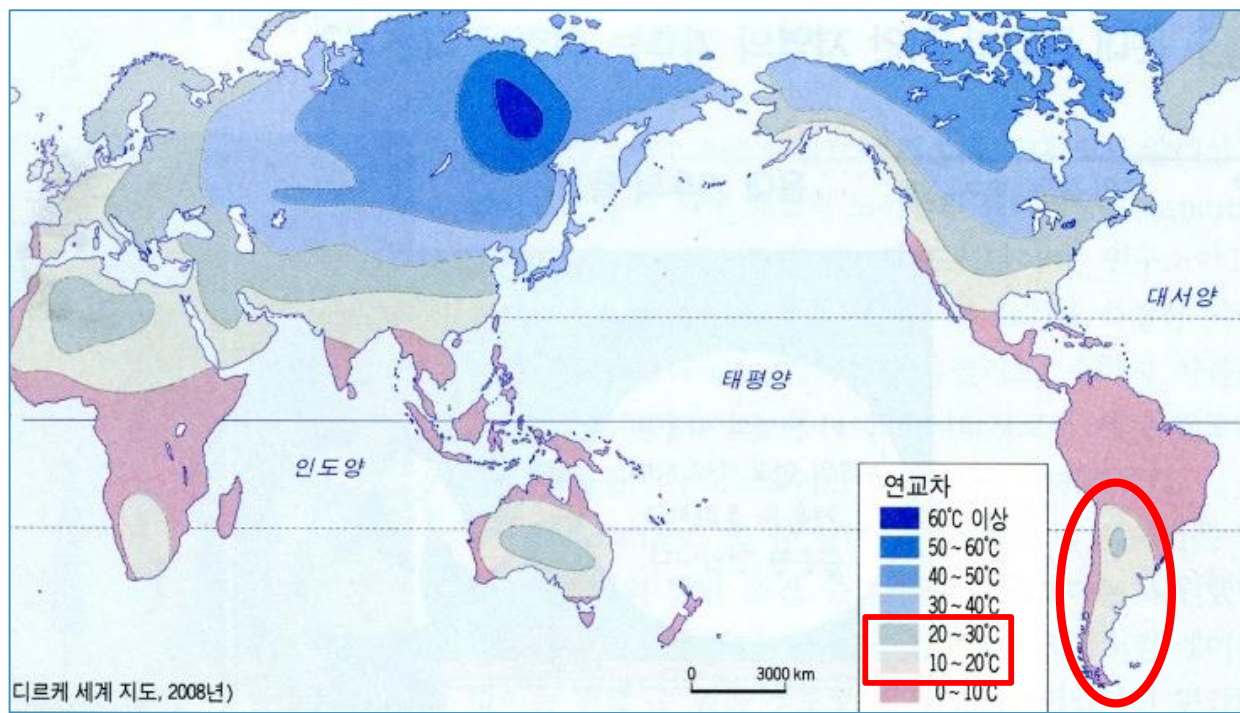 대서양
태평양
인도양
연교차
60℃ 이상
50~60℃
40~50℃
30~40℃
20~30℃
10~20℃
0~10℃
0 3000 km
디르케 세계 지도, 2008년)